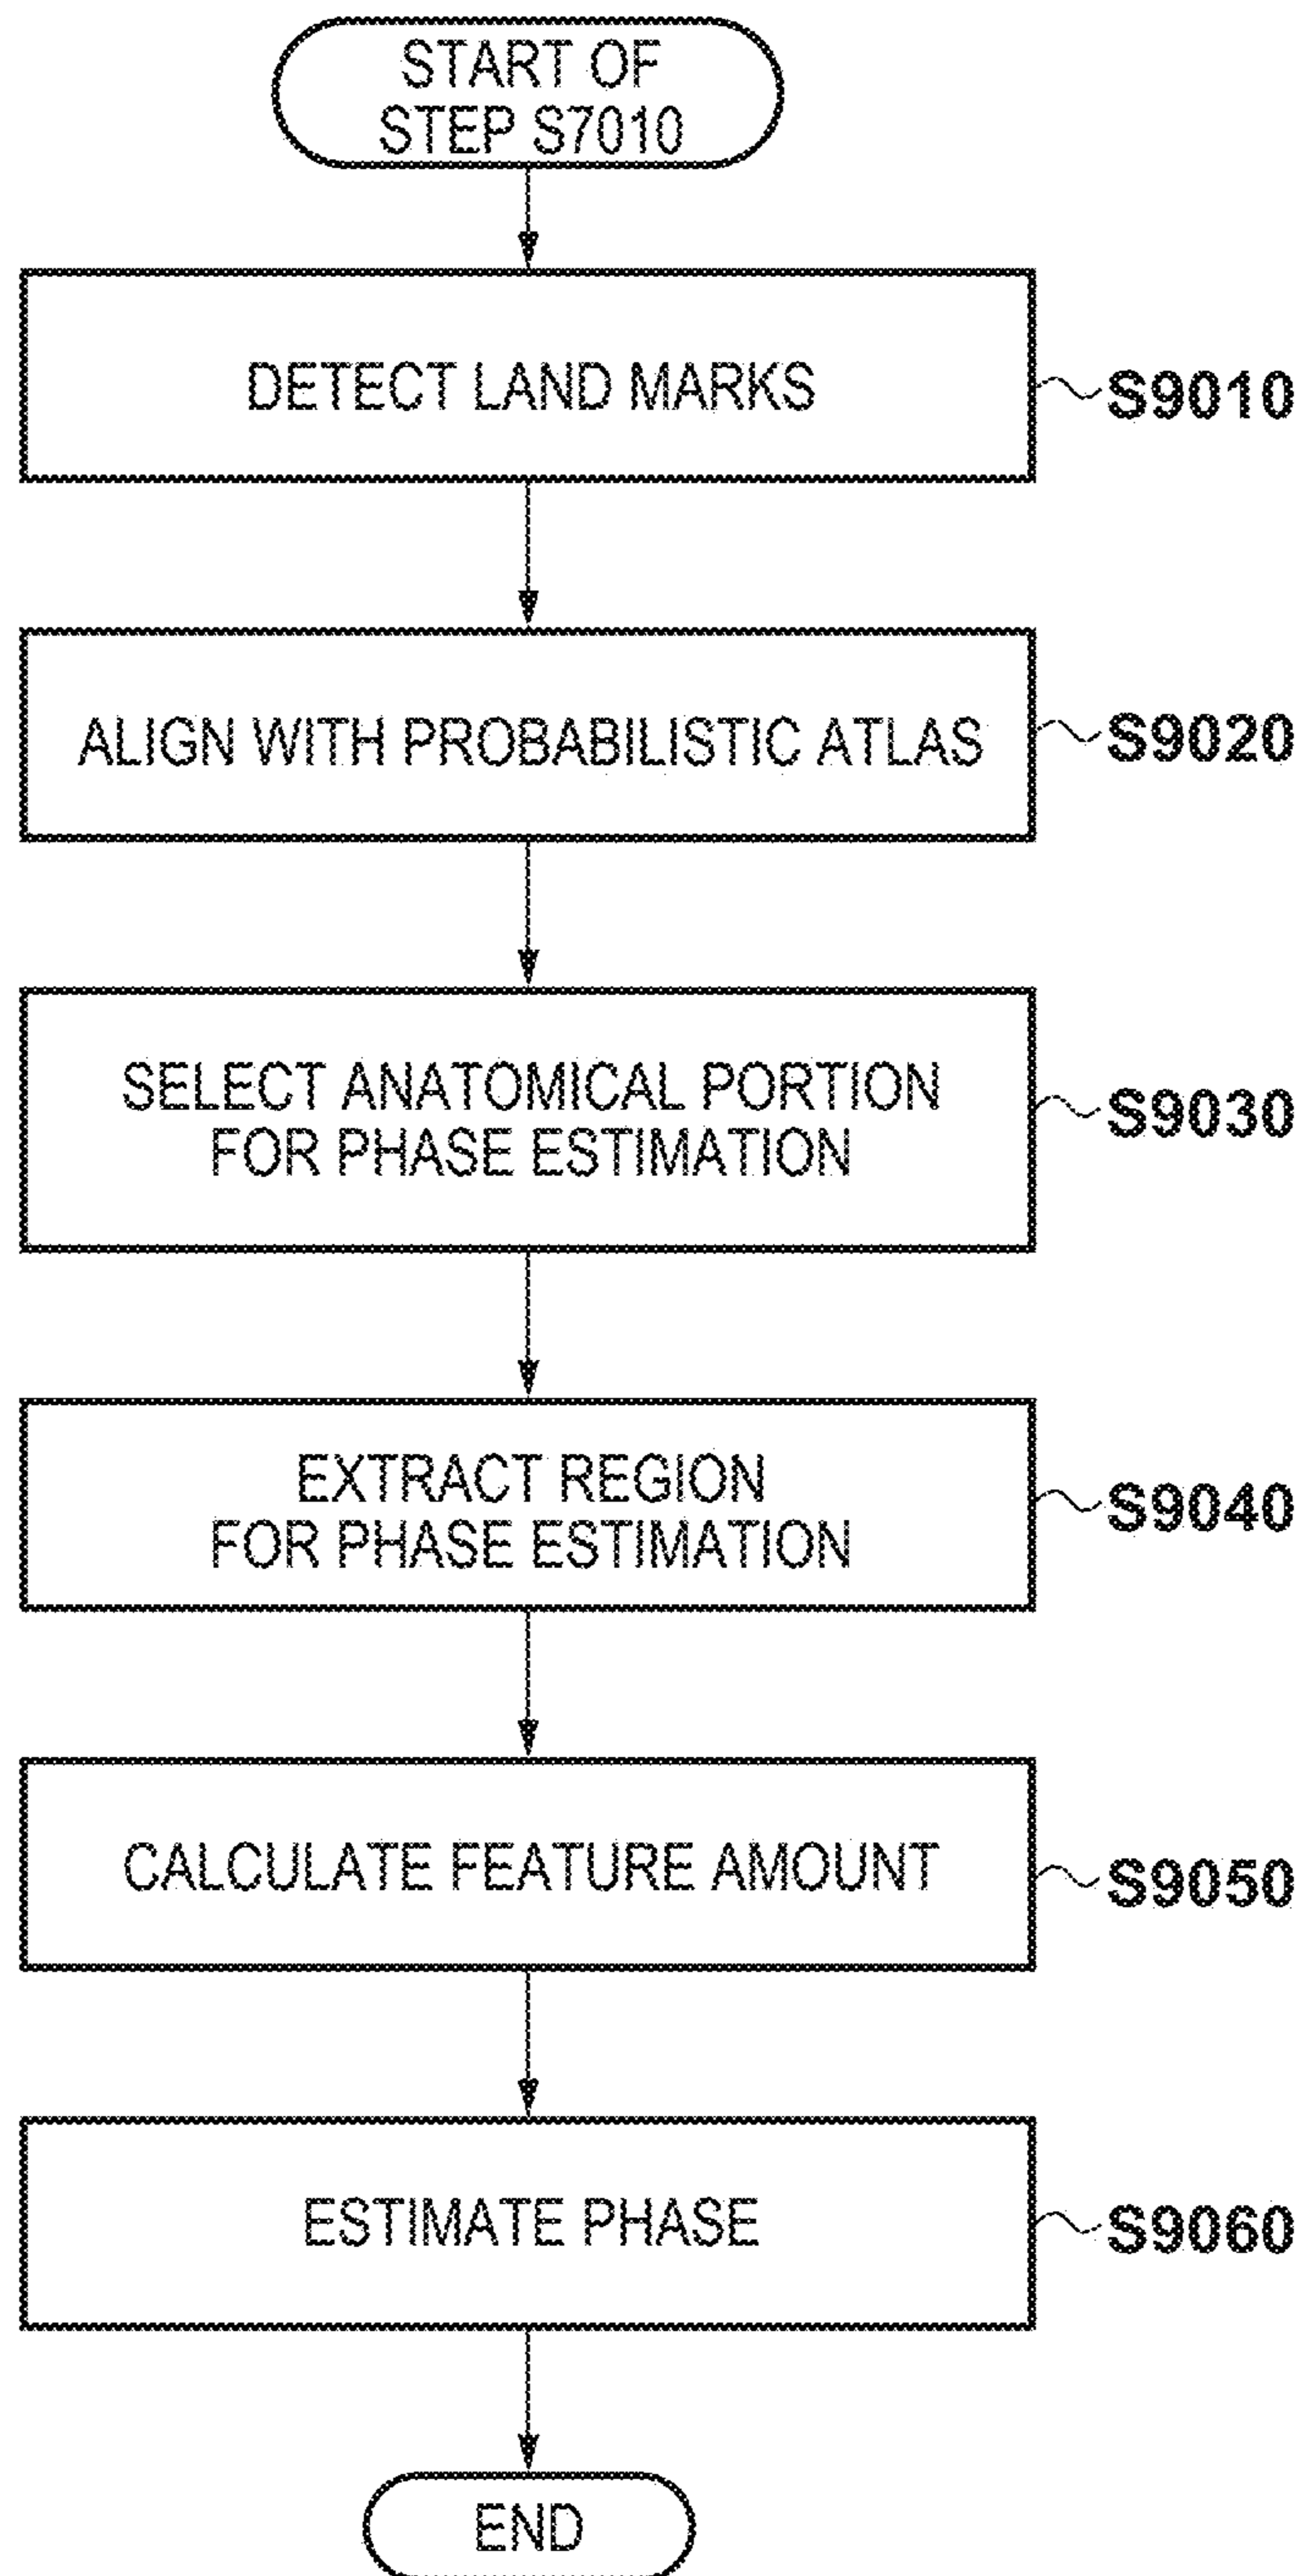 START OF
STEP S7010
DETECT LAND MARKS
S9010
ALIGN WITH PROBABILISTIC ATLAS
S9020
SELECT ANATOMICAL PORTION
FOR PHASE ESTIMATION
S9030
EXTRACT REGION
FOR PHASE ESTIMATION
S9040
CALCULATE FEATURE AMOUNT
S9050
ESTIMATE PHASE
S9060
END